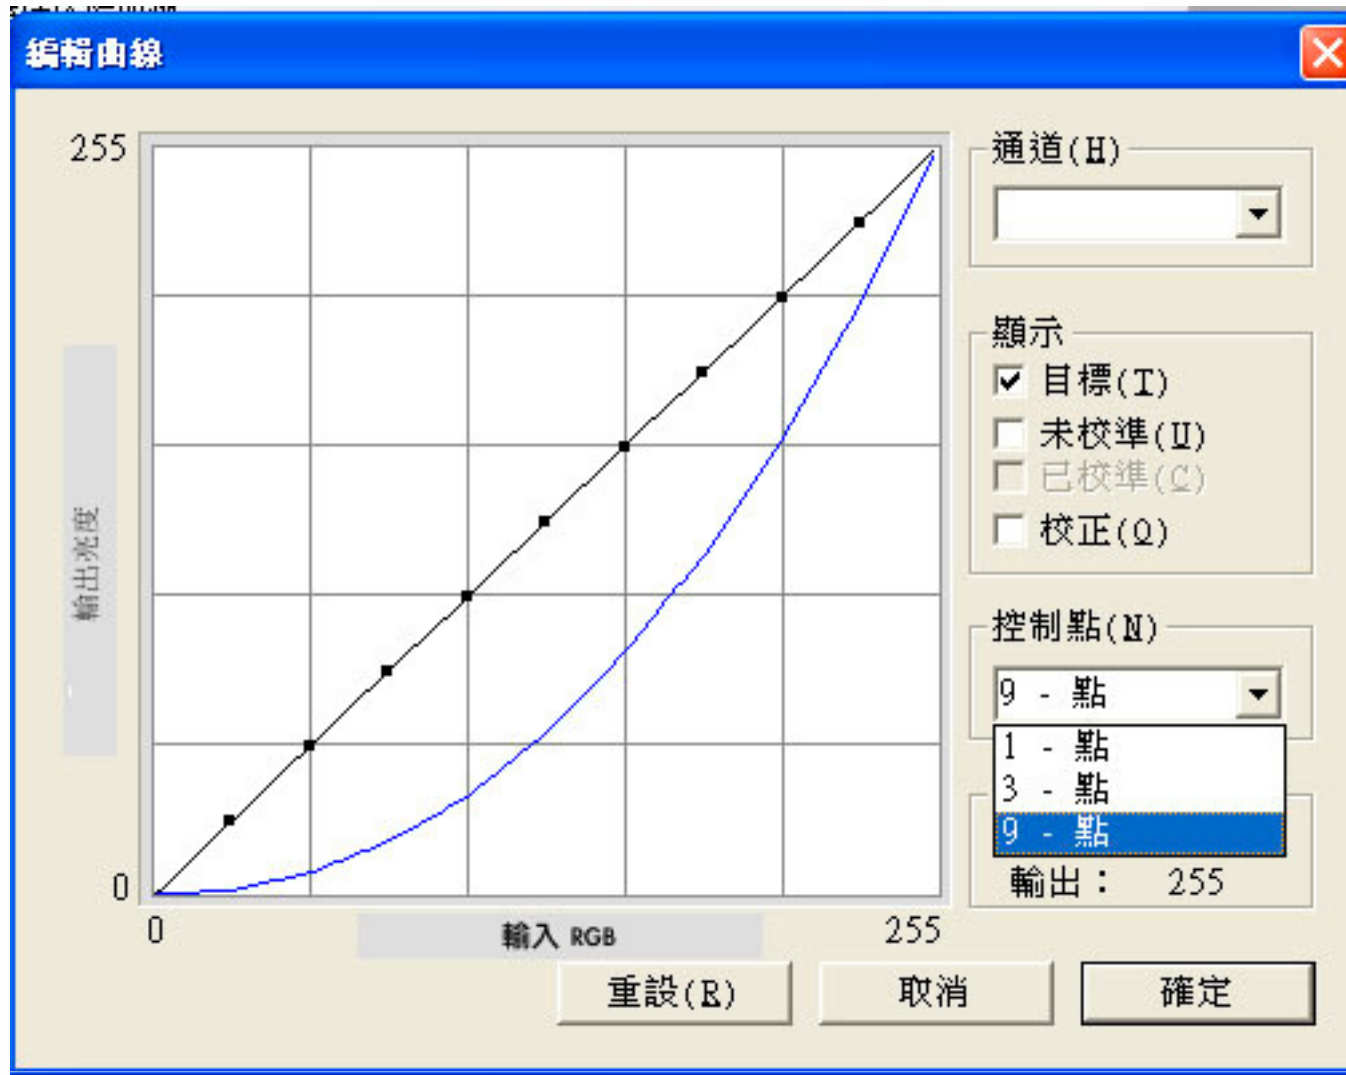 編輯曲線
255
0
0
255
輸出亮度
輸入 RGB
通道(H)
顯示
目標(T)
未校準(U)
已校準(C)
校正(Q)
控制點(N)
9 - 點
1 - 點
3 - 點
9 - 點
輸出： 255
重設(R)
取消
確定